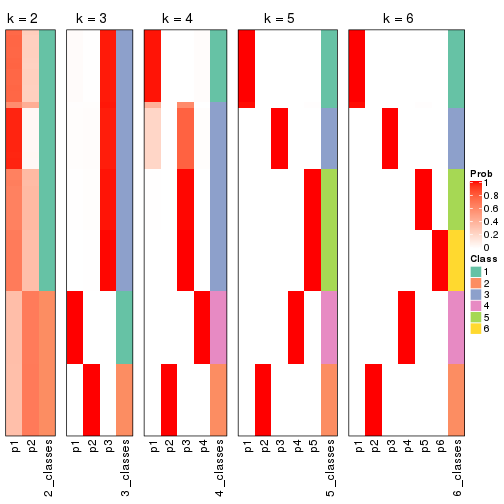 k = 2
k = 3
k = 4
k = 5
k = 6
Prob
1
0.8
0.6
0.4
0.2
0
Class
1
2
3
4
5
6
p1
p2
2_classes
p1
p2
p3
3_classes
p1
p2
p3
p4
4_classes
p1
p2
p3
p4
p5
5_classes
p1
p2
p3
p4
p5
p6
6_classes